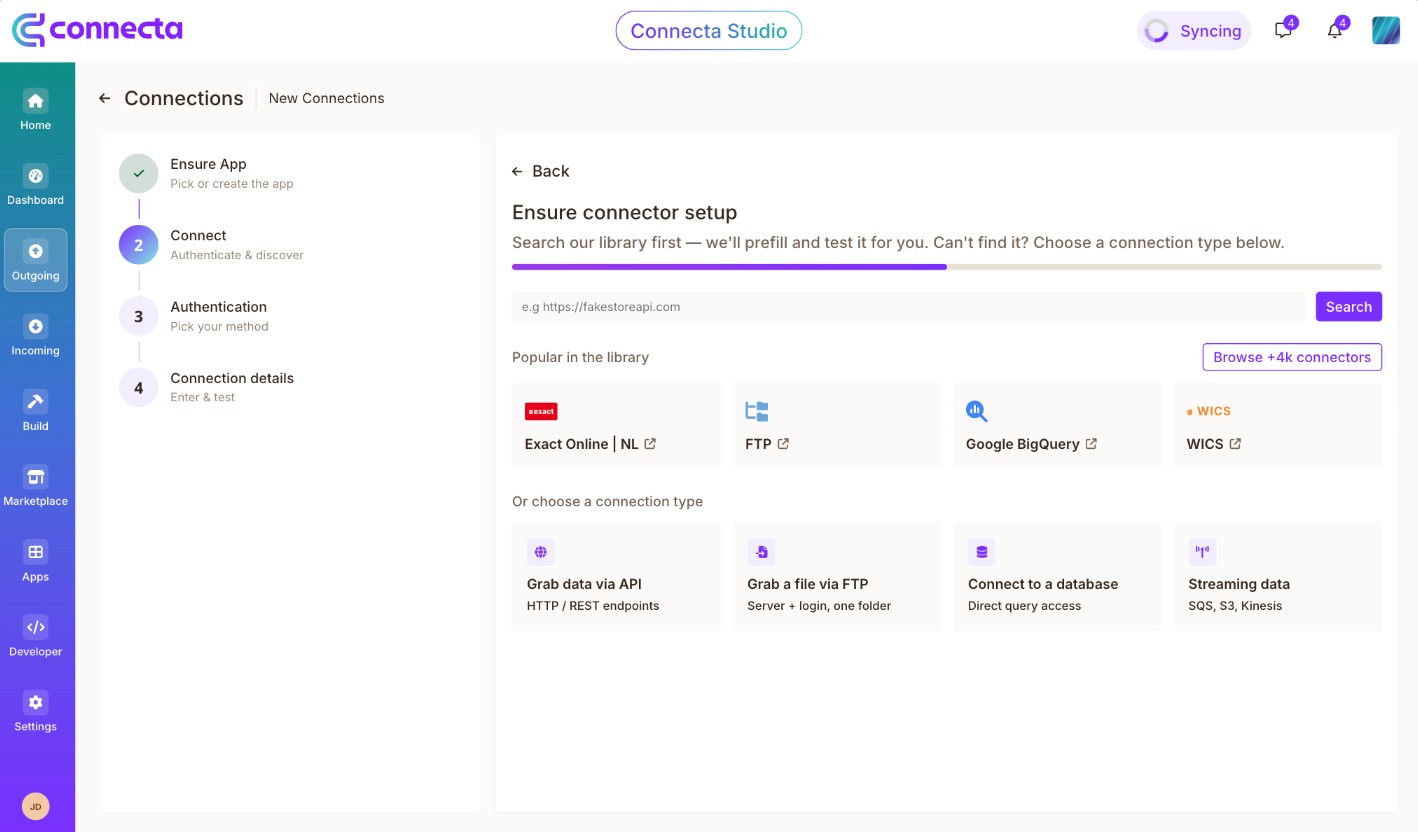 connecta
Connecta Studio
Syncing
4
4
Home
Dashboard
Outgoing
Incoming
Build
Marketplace
Apps
Developer
Settings
JD
Connections
New Connections
Ensure App
Pick or create the app
2
Connect
Authenticate & discover
3
Authentication
Pick your method
4
Connection details
Enter & test
Back
Ensure connector setup
Search our library first — we'll prefill and test it for you. Can't find it? Choose a connection type below.
e.g https://fakestoreapi.com
Search
Popular in the library
Browse +4k connectors
exact
Exact Online | NL
FTP
Google BigQuery
WICS
WICS
Or choose a connection type
Grab data via API
HTTP / REST endpoints
Grab a file via FTP
Server + login, one folder
Connect to a database
Direct query access
Streaming data
SQS, S3, Kinesis